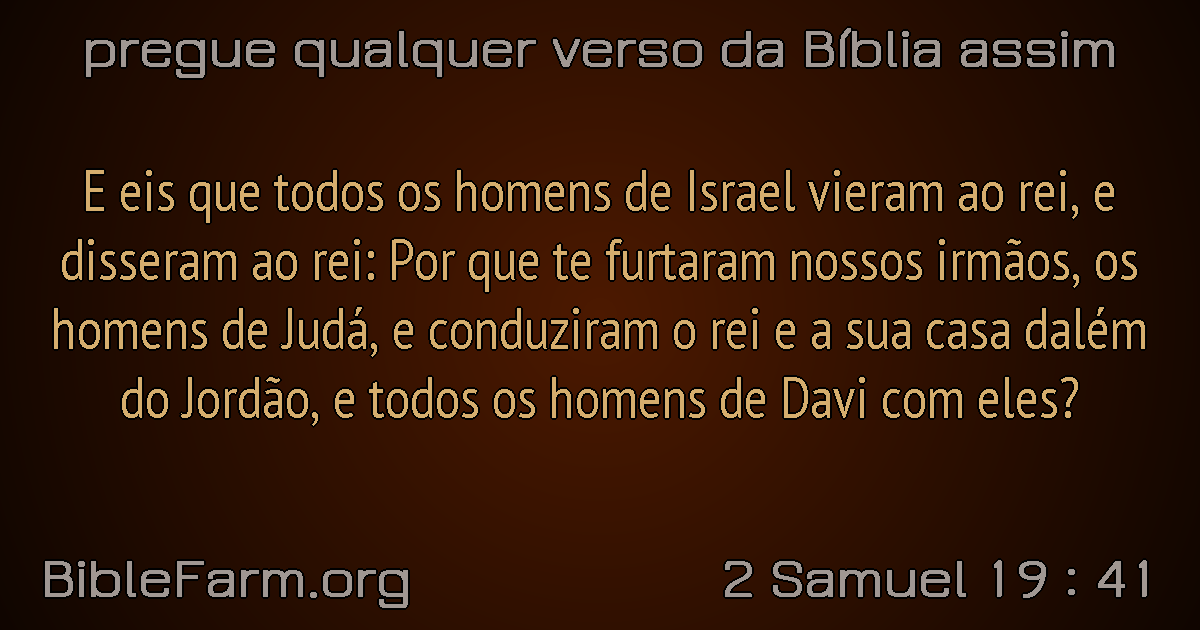 pregue qualquer verso da Bíblia assim
E eis que todos os homens de Israel vieram ao rei, e
disseram ao rei: Por que te furtaram nossos irmãos, os
homens de Judá, e conduziram o rei e a sua casa dalém
do Jordão, e todos os homens de Davi com eles?
BibleFarm.org
2 Samuel 19 : 41